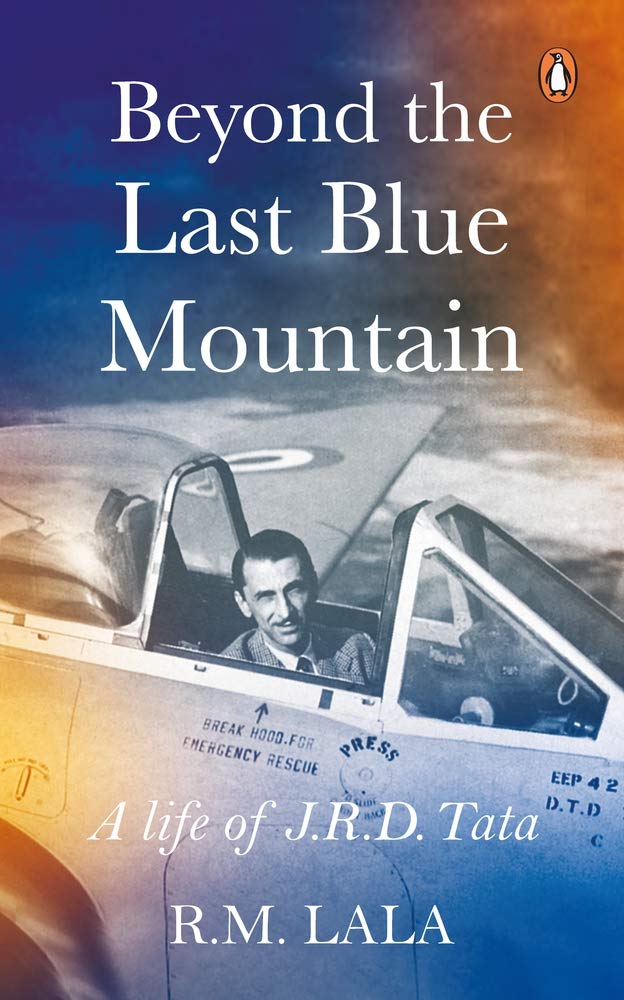 Beyond the
Last Blue
Mountain
BREAK HOOD.FOR
EMERGENCY RESCUE
PRESS
EEP 42
D.T.D
C
A life of J.R.D. Tata
R.M. LALA